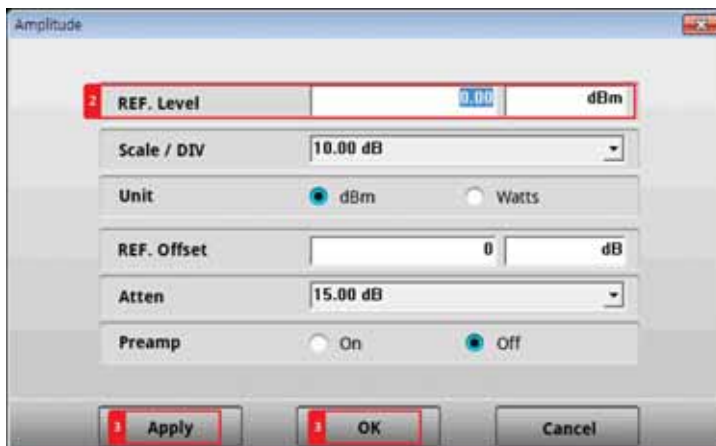 Amplitude
2 REF. Level 0.00 dBm
Scale / DIV 10.00 dB
Unit dBm Watts
REF. Offset 0 dB
Atten 15.00 dB
Preamp On Off
3 Apply 3 OK Cancel